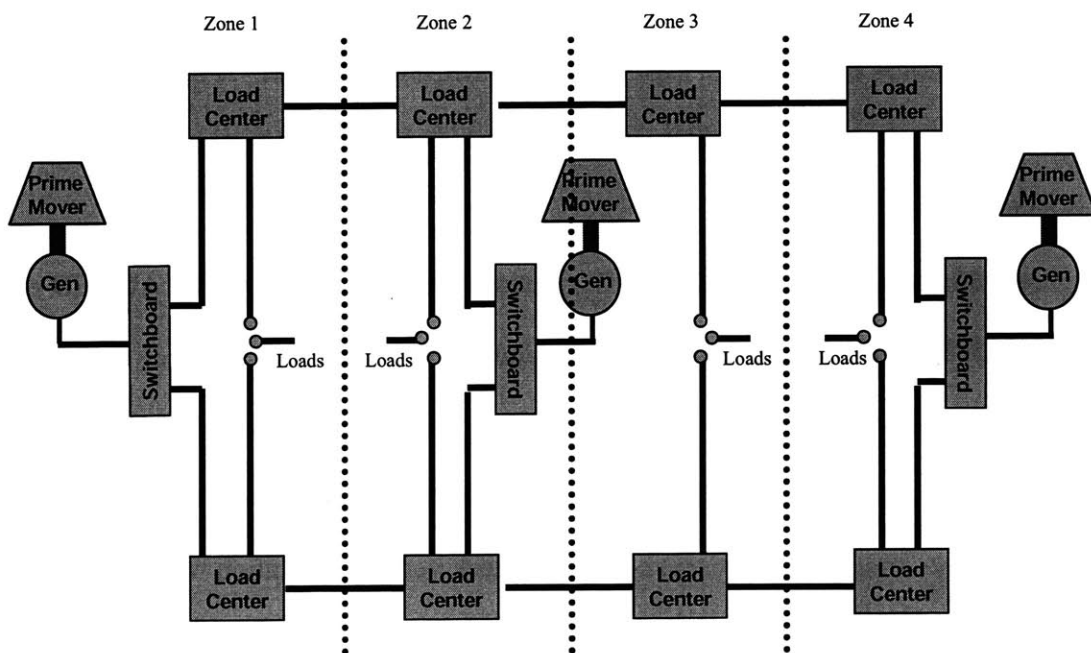 Zone 1
Zone 2
Zone 3
Zone 4
Load
Center
Load
Center
Load
Center
Load
Center
Prime
Mover
Prime
Mover
Prime
Mover
Gen
Gen
Gen
Switchboard
Switchboard
Switchboard
Loads
Loads
Loads
Loads
Load
Center
Load
Center
Load
Center
Load
Center